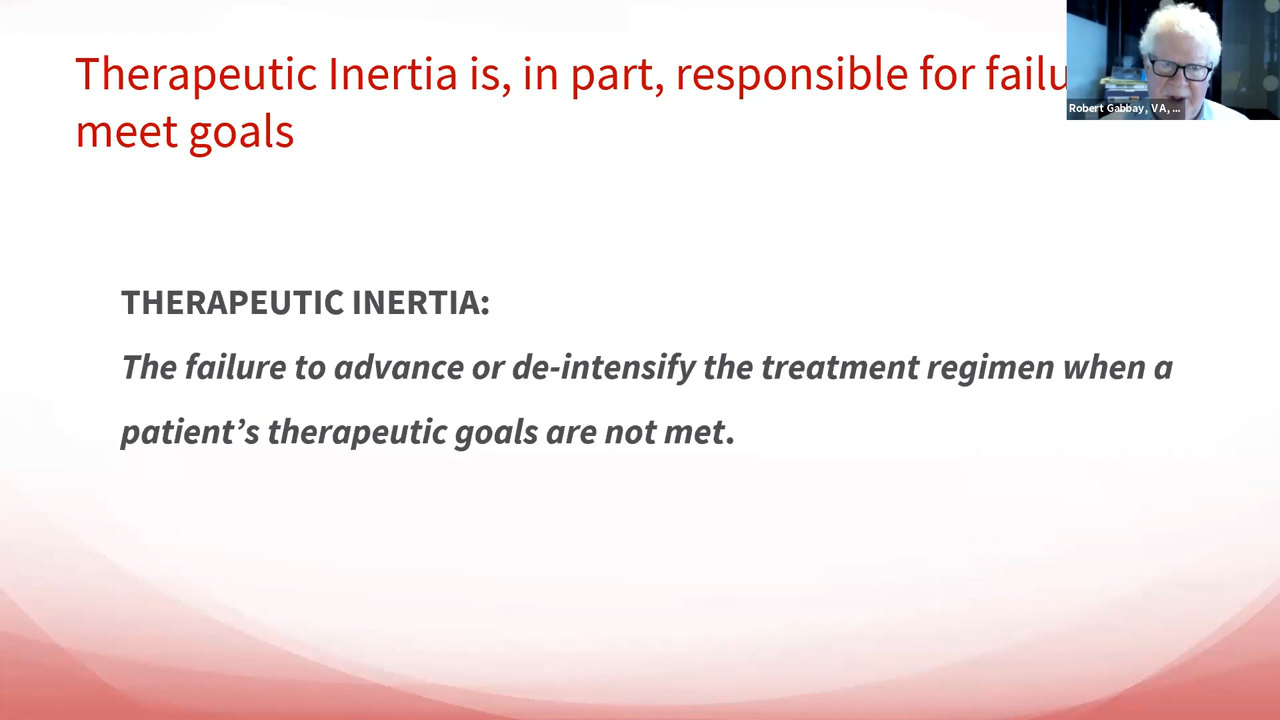 Therapeutic Inertia is, in part, responsible for
meet goals
Robert Gabbay, VA, ...
THERAPEUTIC INERTIA:
The failure to advance or de-intensify the treatment regimen when a
patient’s therapeutic goals are not met.